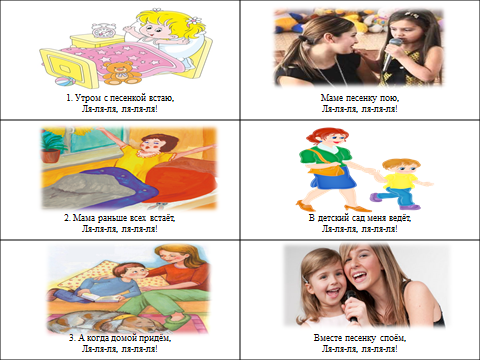 1. Утром с песенкой встаю,
Ля-ля-ля, ля-ля-ля!
Маме песенку пою,
Ля-ля-ля, ля-ля-ля!
2. Мама раньше всех встаёт,
Ля-ля-ля, ля-ля-ля!
В детский сад меня ведёт,
Ля-ля-ля, ля-ля-ля!
3. А когда домой придём,
Ля-ля-ля, ля-ля-ля!
Вместе песенку споём,
Ля-ля-ля, ля-ля-ля!